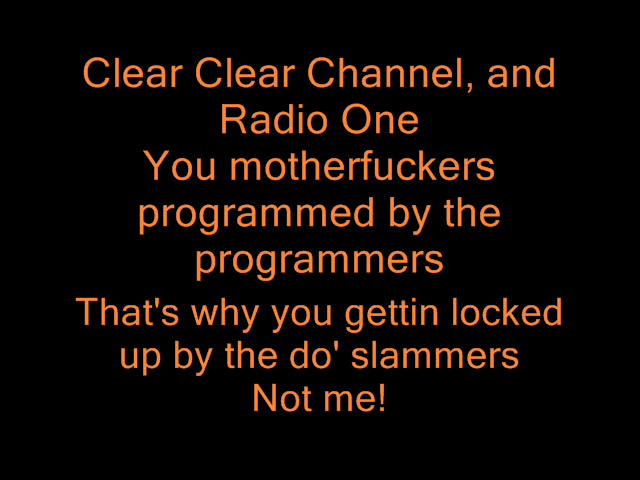 Clear Clear Channel, and
Radio One
You motherfuckers
programmed by the
programmers
That's why you gettin locked
up by the do' slammers
Not me!